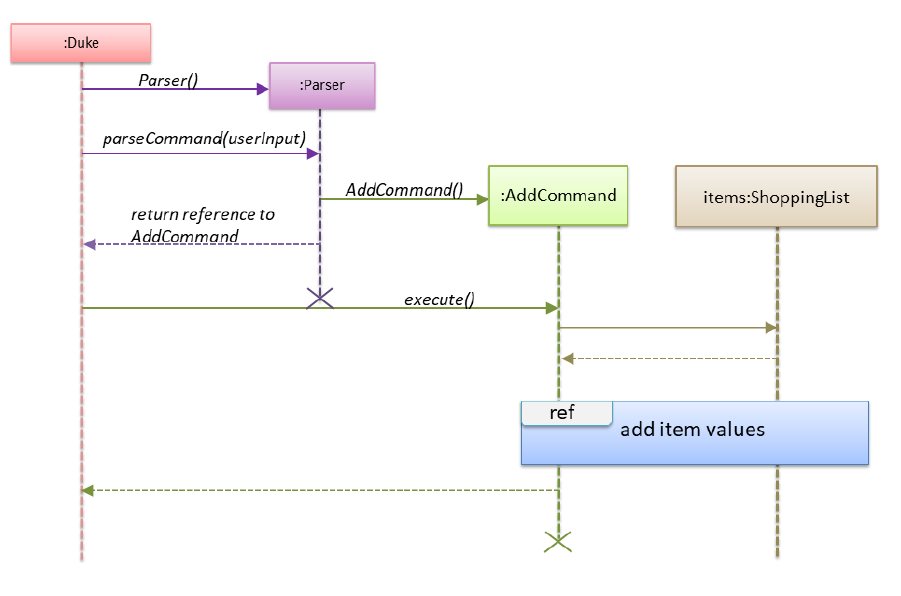 :Duke
Parser()
:Parser
parseCommand(userInput)
AddCommand()
:AddCommand
items:ShoppingList
return reference to
AddCommand
execute()
ref
add item values